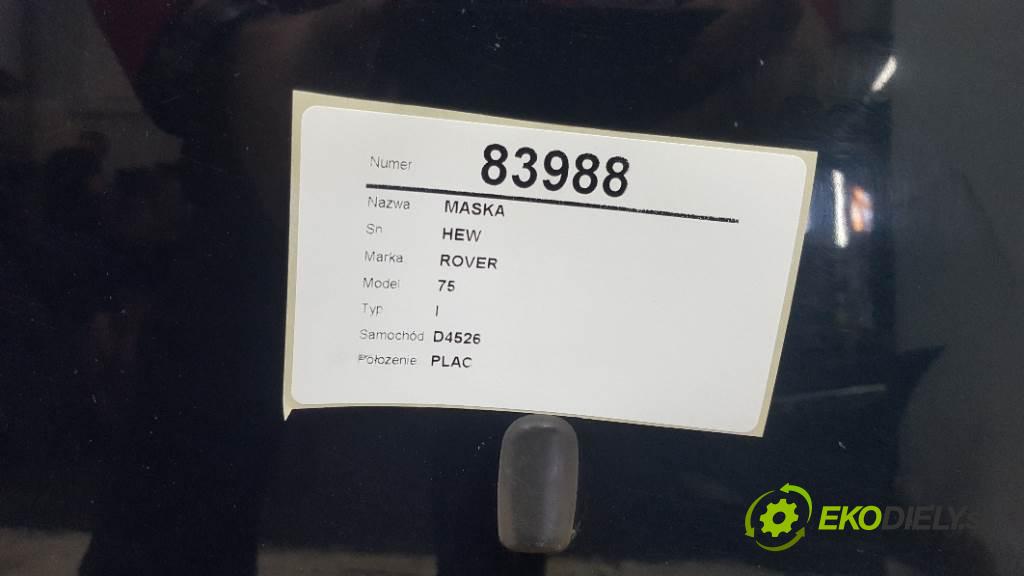 Numer 83988
Nazwa MASKA
Sn HEW
Marka ROVER
Model 75
Typ I
Samochód D4526
Położenie PLAC
EKODIELY.s